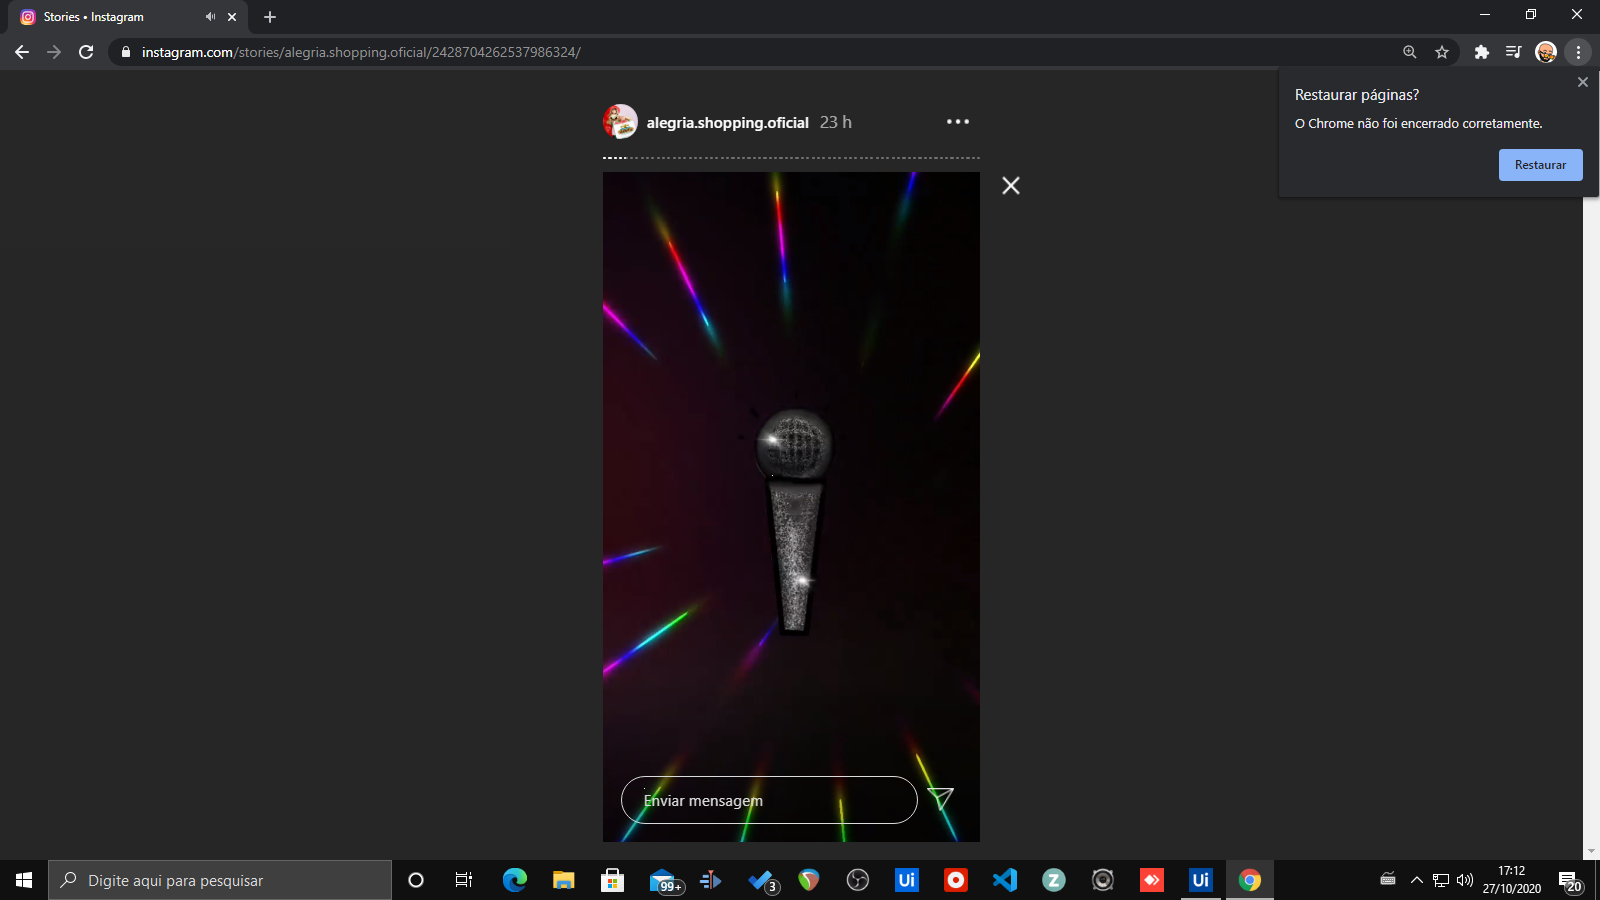 Stories • Instagram
instagram.com/stories/alegria.shopping.oficial/2428704262537986324/
Restaurar páginas?
O Chrome não foi encerrado corretamente.
Restaurar
alegria.shopping.oficial 23 h
Enviar mensagem
Digite aqui para pesquisar
99+
3
Ui
Z
Ui
17:12
27/10/2020
20